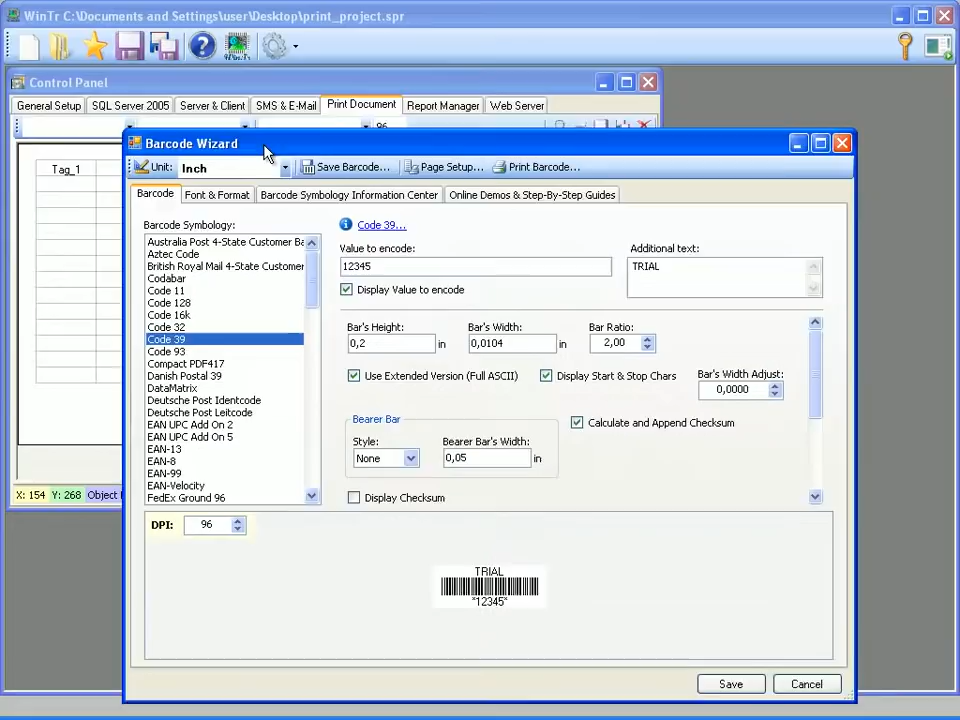 WinTr C:\Documents and Settings\user\Desktop\print_project.spr
Control Panel
General Setup SQL Server 2005 Server & Client SMS & E-Mail Print Document Report Manager Web Server
96
Tag_1
X: 154 Y: 268 Object
Barcode Wizard
Unit: Inch Save Barcode... Page Setup... Print Barcode...
Barcode Font & Format Barcode Symbology Information Center Online Demos & Step-By-Step Guides
Barcode Symbology:
Australia Post 4-State Customer Ba
Aztec Code
British Royal Mail 4-State Customer
Codabar
Code 11
Code 128
Code 16k
Code 32
Code 39
Code 93
Compact PDF417
Danish Postal 39
DataMatrix
Deutsche Post Identcode
Deutsche Post Leitcode
EAN UPC Add On 2
EAN UPC Add On 5
EAN-13
EAN-8
EAN-99
EAN-Velocity
FedEx Ground 96
Code 39...
Value to encode:
12345
Display Value to encode
Additional text:
TRIAL
Bar's Height: Bar's Width: Bar Ratio:
0,2 in 0,0104 in 2,00
Use Extended Version (Full ASCII) Display Start & Stop Chars
Bar's Width Adjust:
0,0000
Bearer Bar
Style: Bearer Bar's Width:
None 0,05 in
Calculate and Append Checksum
Display Checksum
DPI: 96
TRIAL
*12345*
Save Cancel